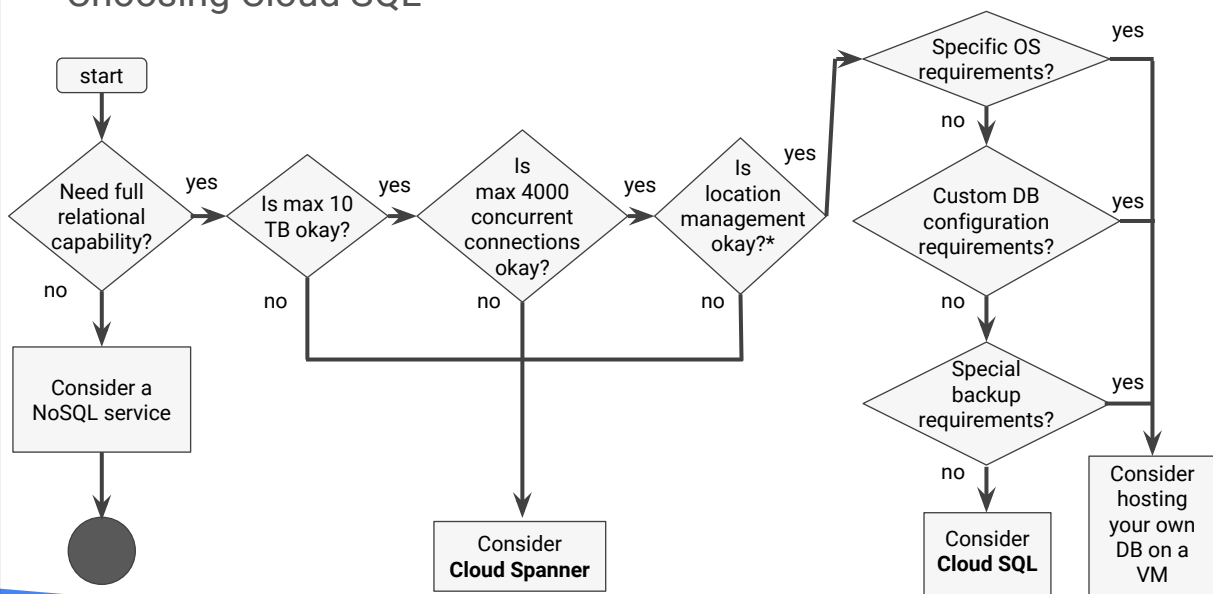 Choosing Cloud SQL
start
Need full
relational
capability?
yes
no
Consider a
NoSQL service
Is max 10
TB okay?
yes
no
Is
max 4000
concurrent
connections
okay?
yes
no
Is
location
management
okay?*
yes
no
Consider
Cloud Spanner
Specific OS
requirements?
yes
no
Custom DB
configuration
requirements?
yes
no
Special
backup
requirements?
yes
no
Consider
Cloud SQL
Consider
hosting
your own
DB on a
VM